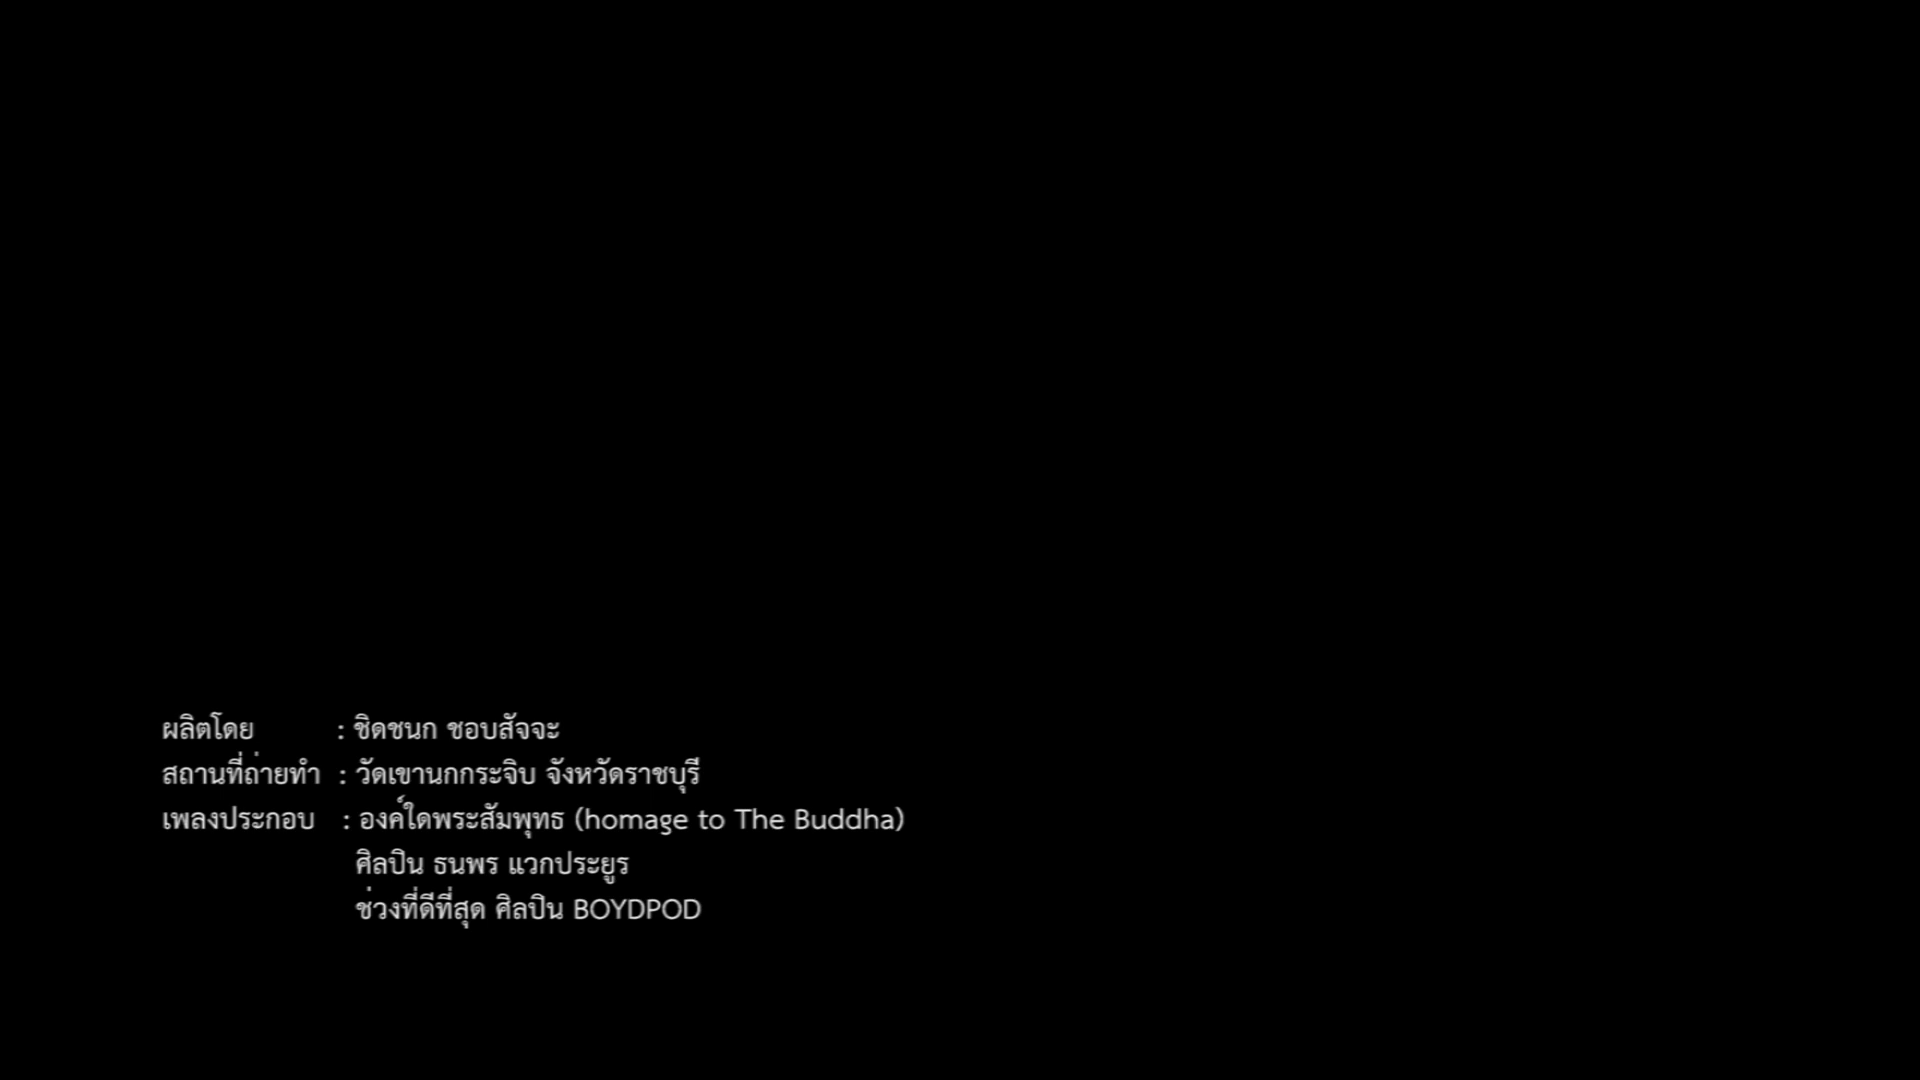 ผลิตโดย : ชิดชนก ชอบสัจจะ
สถานที่ถ่ายทำ : วัดเขานกกระจิบ จังหวัดราชบุรี
เพลงประกอบ : องค์ใดพระสัมพุทธ (homage to The Buddha)
ศิลปิน ธนพร แวกประยูร
ช่วงที่ดีที่สุด ศิลปิน BOYDPOD